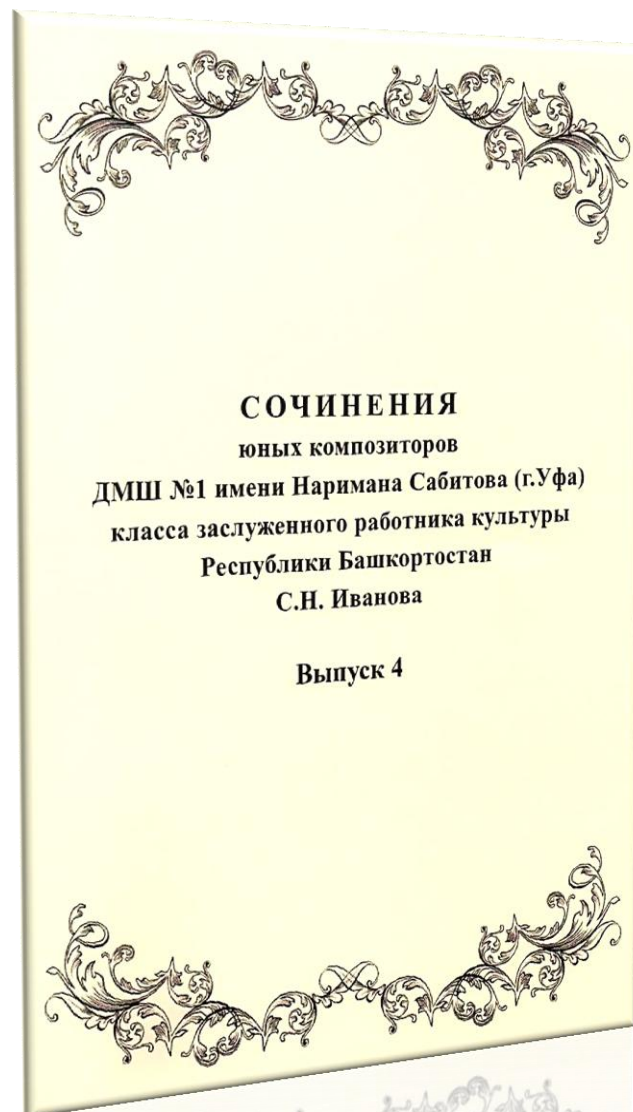 СОЧИНЕНИЯ
юных композиторов
ДМШ №1 имени Наримана Сабитова (г.Уфа)
класса заслуженного работника культуры
Республики Башкортостан
С.Н. Иванова
Выпуск 4